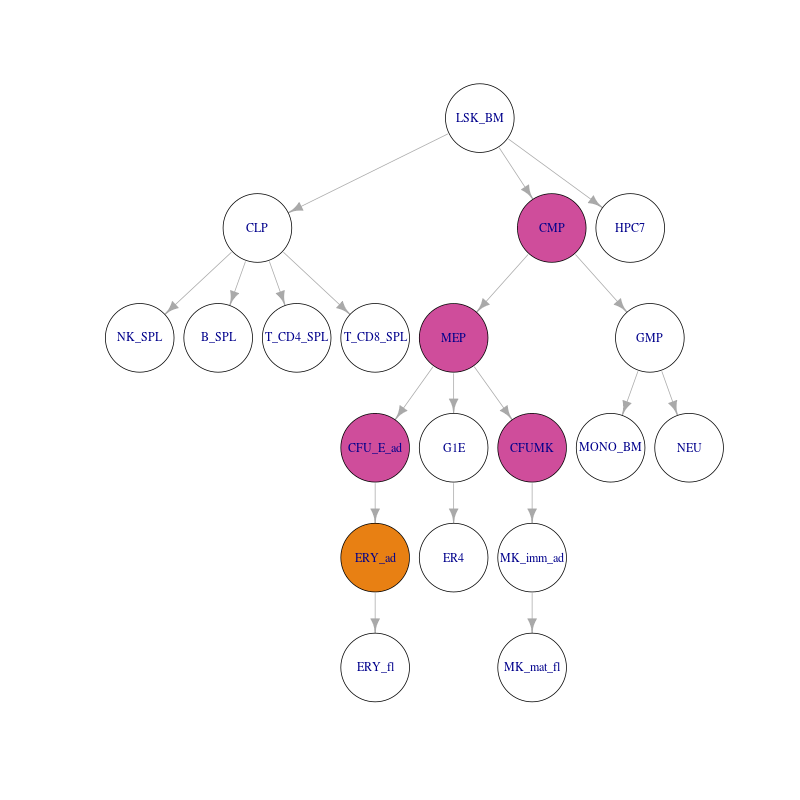 LSK_BM
CLP
CMP
HPC7
NK_SPL
B_SPL
T_CD4_SPL
T_CD8_SPL
MEP
GMP
CFU_E_ad
G1E
CFUMK
MONO_BM
NEU
ERY_ad
ER4
MK_imm_ad
ERY_fl
MK_mat_fl